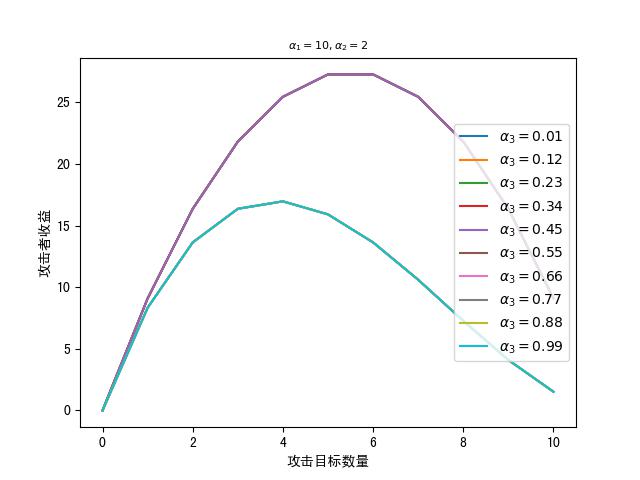 α₁ = 10, α₂ = 2
攻击者收益
25
20
15
10
5
0
α₃ = 0.01
α₃ = 0.12
α₃ = 0.23
α₃ = 0.34
α₃ = 0.45
α₃ = 0.55
α₃ = 0.66
α₃ = 0.77
α₃ = 0.88
α₃ = 0.99
0 2 4 6 8 10
攻击目标数量